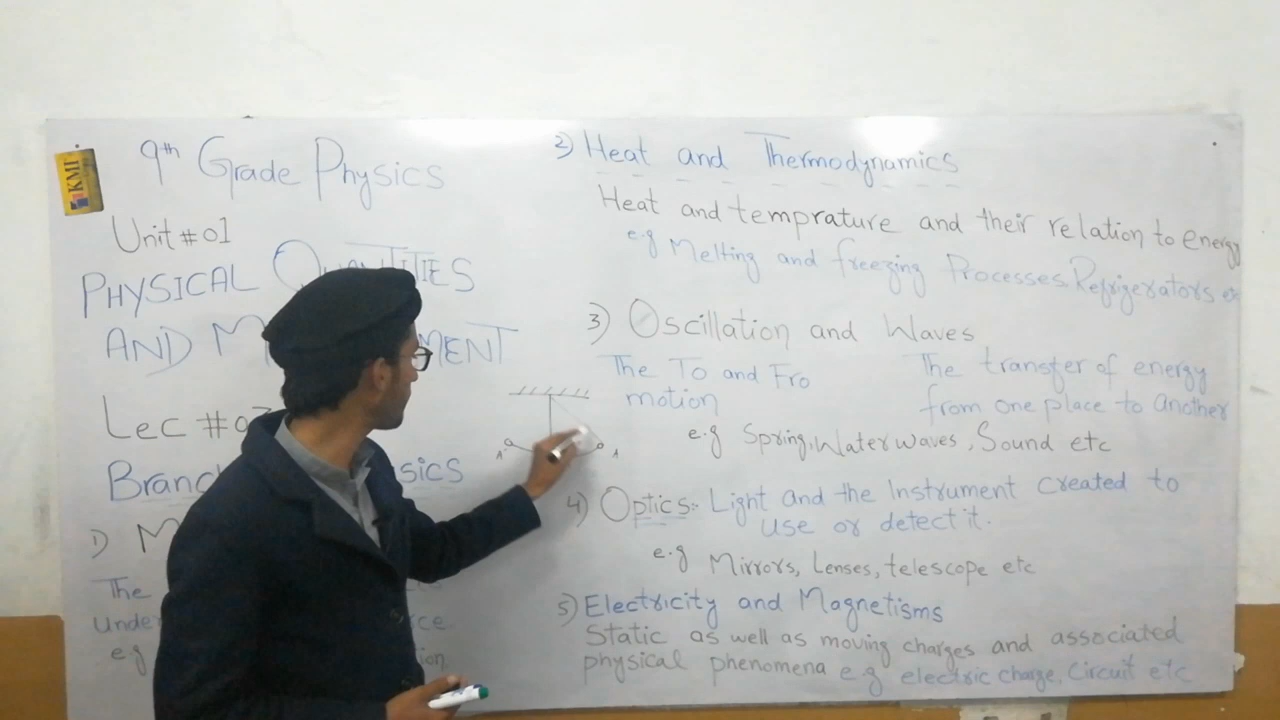 KMI
9th Grade Physics
Unit #01
PHYSICAL QUANTITIES
AND M MENT
Lec #0
Branc sics
1) M
The
under rce
e.g tion
A A
2) Heat and Thermodynamics
Heat and temprature and their relation to energy
e.g Melting and freezing Processes Refrigerators
3) Oscillation and Waves
The To and Fro
motion
The transfer of energy
from one place to another
e.g Spring, Water waves, Sound etc
4) Optics:- Light and the Instrument created to
use or detect it.
e.g Mirrors, Lenses, telescope etc
5) Electricity and Magnetisms
Static as well as moving charges and associated
physical phenomena e.g electric charge, Circuit etc